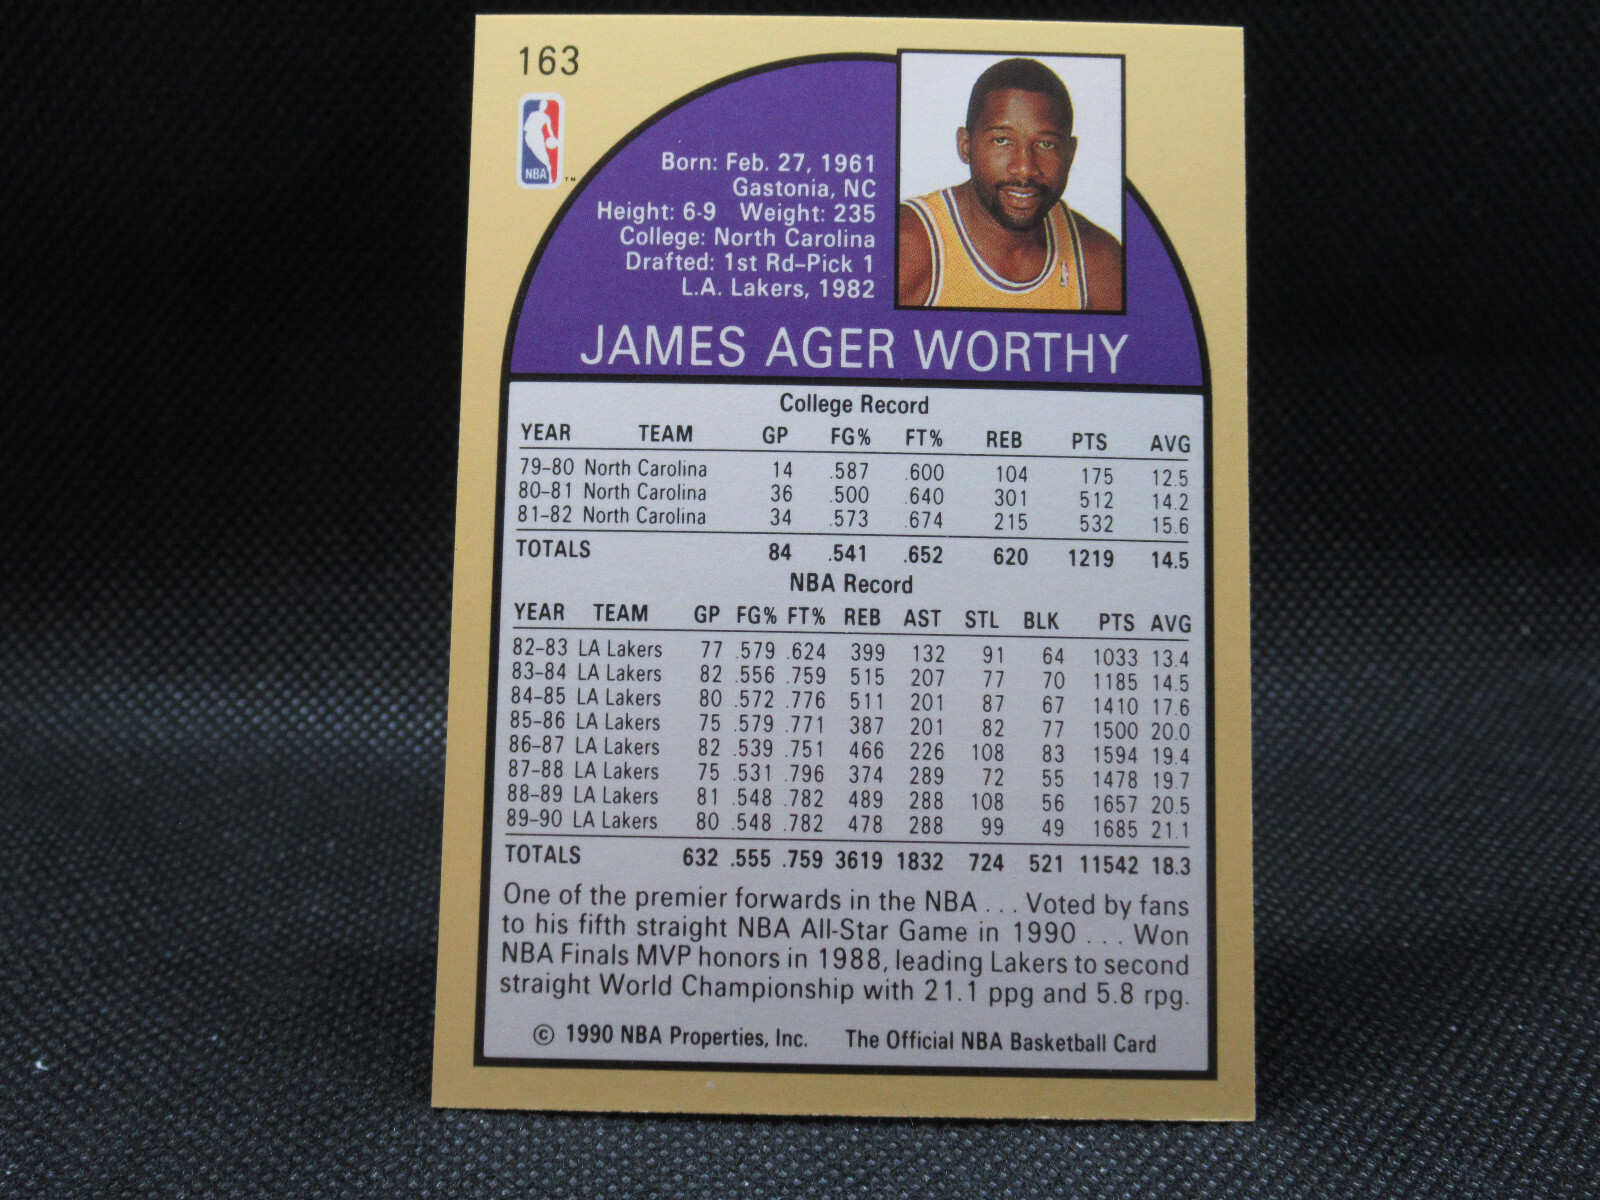 163
NBA
™
Born: Feb. 27, 1961
Gastonia, NC
Height: 6-9 Weight: 235
College: North Carolina
Drafted: 1st Rd–Pick 1
L.A. Lakers, 1982
JAMES AGER WORTHY
College Record
YEAR TEAM GP FG% FT% REB PTS AVG
79–80 North Carolina 14 .587 .600 104 175 12.5
80–81 North Carolina 36 .500 .640 301 512 14.2
81–82 North Carolina 34 .573 .674 215 532 15.6
TOTALS 84 .541 .652 620 1219 14.5
NBA Record
YEAR TEAM GP FG% FT% REB AST STL BLK PTS AVG
82–83 LA Lakers 77 .579 .624 399 132 91 64 1033 13.4
83–84 LA Lakers 82 .556 .759 515 207 77 70 1185 14.5
84–85 LA Lakers 80 .572 .776 511 201 87 67 1410 17.6
85–86 LA Lakers 75 .579 .771 387 201 82 77 1500 20.0
86–87 LA Lakers 82 .539 .751 466 226 108 83 1594 19.4
87–88 LA Lakers 75 .531 .796 374 289 72 55 1478 19.7
88–89 LA Lakers 81 .548 .782 489 288 108 56 1657 20.5
89–90 LA Lakers 80 .548 .782 478 288 99 49 1685 21.1
TOTALS 632 .555 .759 3619 1832 724 521 11542 18.3
One of the premier forwards in the NBA . . . Voted by fans
to his fifth straight NBA All-Star Game in 1990 . . . Won
NBA Finals MVP honors in 1988, leading Lakers to second
straight World Championship with 21.1 ppg and 5.8 rpg.
© 1990 NBA Properties, Inc. The Official NBA Basketball Card